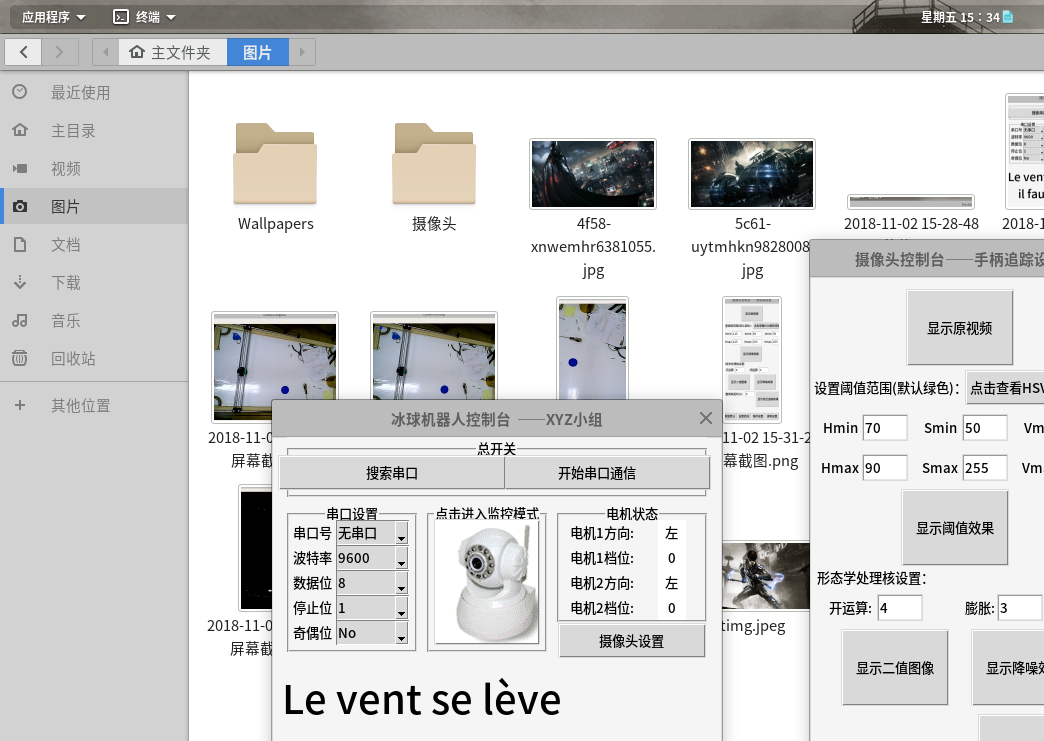 应用程序 终端 星期五 15：34
主文件夹 图片
最近使用
主目录
视频
图片
文档
下载
音乐
回收站
其他位置
Wallpapers
摄像头
4f58-
xnwemhr6381055.
jpg
5c61-
uytmhkn9828008
jpg
2018-11-02 15-28-48
2018-1
Le ven
il fau
2018-11-0
屏幕截
11-02 15-31-2
幕截图.png
2018-11-0
屏幕截
timg.jpeg
冰球机器人控制台 ——XYZ小组
总开关
搜索串口 开始串口通信
串口设置
串口号 无串口
波特率 9600
数据位 8
停止位 1
奇偶位 No
点击进入监控模式
电机状态
电机1方向: 左
电机1档位: 0
电机2方向: 左
电机2档位: 0
摄像头设置
Le vent se lève
摄像头控制台——手柄追踪设
显示原视频
设置阈值范围(默认绿色): 点击查看HSV
Hmin 70 Smin 50 Vm
Hmax 90 Smax 255 Vm
显示阈值效果
形态学处理核设置：
开运算: 4 膨胀: 3
显示二值图像 显示降噪效